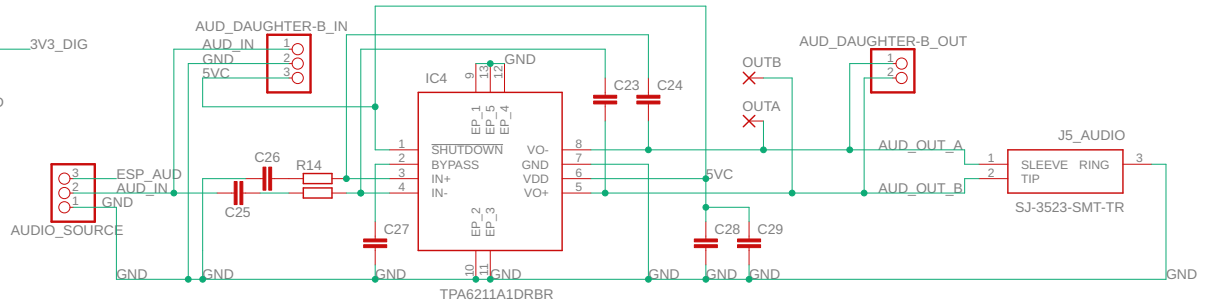 AUD_DAUGHTER-B_IN
3V3_DIG
AUD_IN
1
GND
2
5VC
3
AUD_DAUGHTER-B_OUT
1
2
OUTB
OUTA
GND
9
13
12
IC4
EP_1
EP_5
EP_4
C23
C24
1
SHUTDOWN
VO-
8
2
BYPASS
GND
7
3
IN+
VDD
6
4
IN-
VO+
5
EP_2
EP_3
10
11
GND
TPA6211A1DRBR
3
ESP_AUD
2
AUD_IN
1
GND
AUDIO_SOURCE
C26
R14
C25
C27
5VC
C28
C29
AUD_OUT_A
AUD_OUT_B
J5_AUDIO
1
SLEEVE
RING
3
2
TIP
SJ-3523-SMT-TR
GND
GND
GND
GND
GND
GND
GND